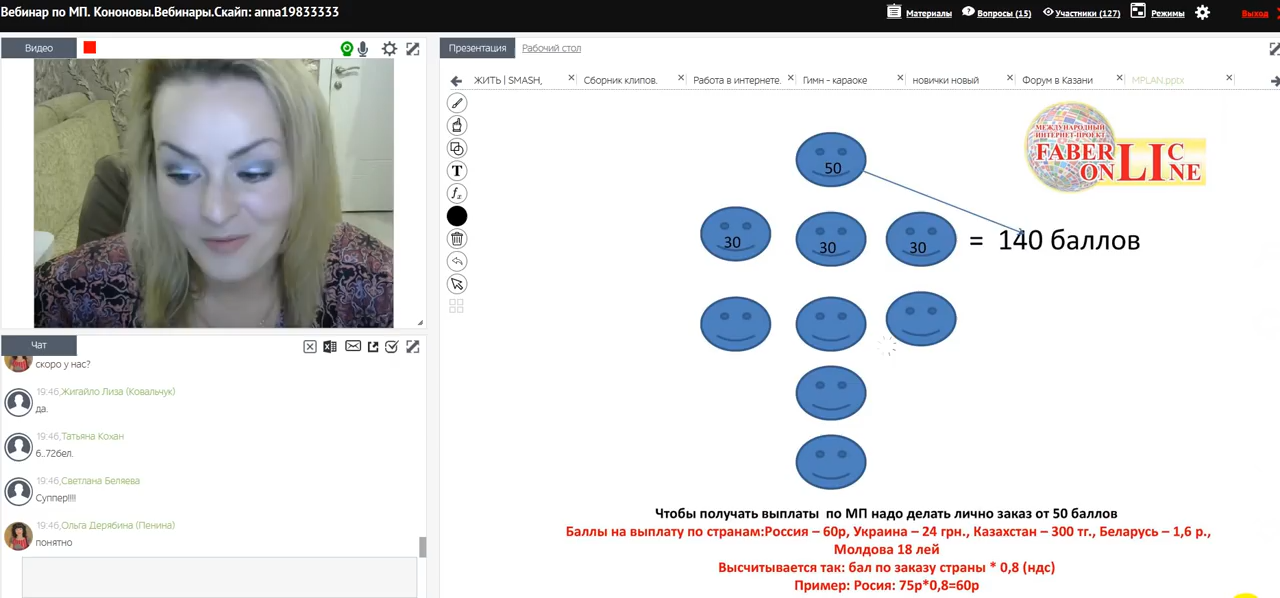 Вебинар по МП. Кононовы.Вебинары.Скайп: anna19833333
Материалы
Вопросы (15)
Участники (127)
Режимы
Выход
Видео
Презентация
Рабочий стол
ЖИТЬ | SMASH,
Сборник клипов.
Работа в интернете.
Гимн - караоке
новички новый
Форум в Казани
MPLAN.pptx
МЕЖДУНАРОДНЫЙ
ИНТЕРНЕТ-ПРОЕКТ
FABERLIC
ONLINE
50
30
30
30
= 140 баллов
Чат
скоро у нас?
19:46,Жигайло Лиза (Ковальчук)
да.
19:46,Татьяна Кохан
6..72бел.
19:46,Светлана Беляева
Суппер!!!!
19:46,Ольга Дерябина (Пенина)
понятно
Чтобы получать выплаты по МП надо делать лично заказ от 50 баллов
Баллы на выплату по странам:Россия – 60р, Украина – 24 грн., Казахстан – 300 тг., Беларусь – 1,6 р.,
Молдова 18 лей
Высчитывается так: бал по заказу страны * 0,8 (ндс)
Пример: Росия: 75р*0,8=60р